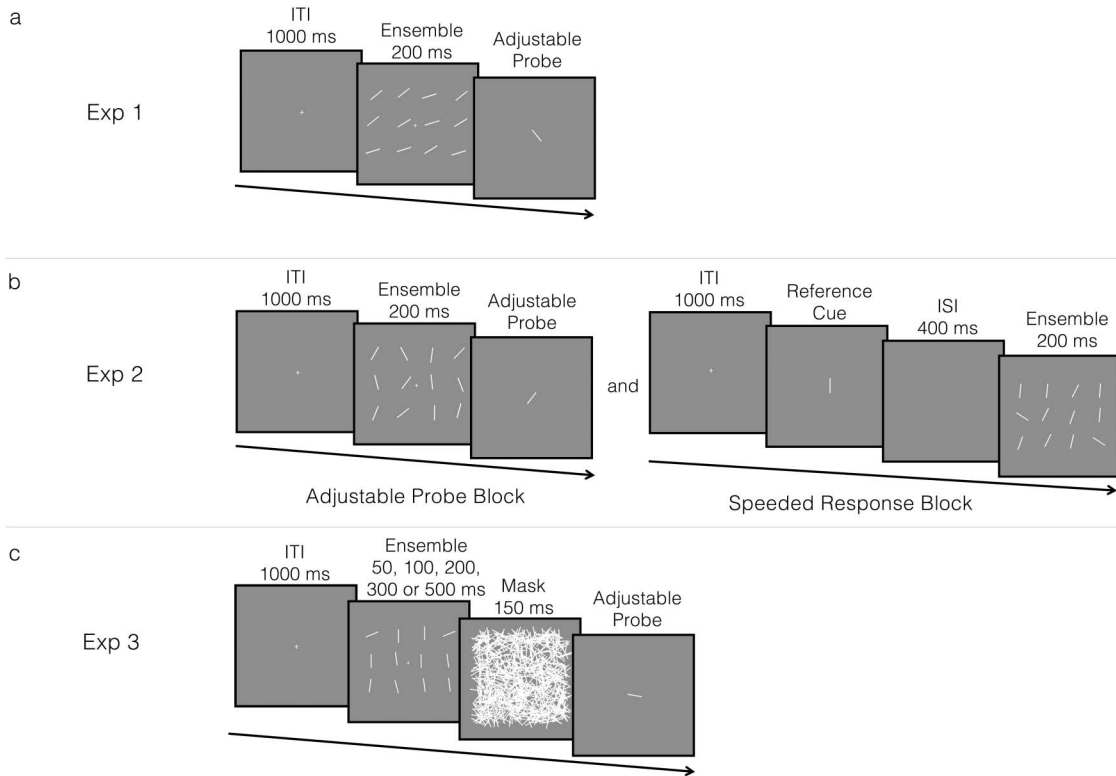 a
ITI
1000 ms
Ensemble
200 ms
Adjustable
Probe
Exp 1
b
ITI
1000 ms
Ensemble
200 ms
Adjustable
Probe
Exp 2
and
ITI
1000 ms
Reference
Cue
ISI
400 ms
Ensemble
200 ms
Adjustable Probe Block
Speeded Response Block
c
ITI
1000 ms
Ensemble
50, 100, 200,
300 or 500 ms
Mask
150 ms
Adjustable
Probe
Exp 3